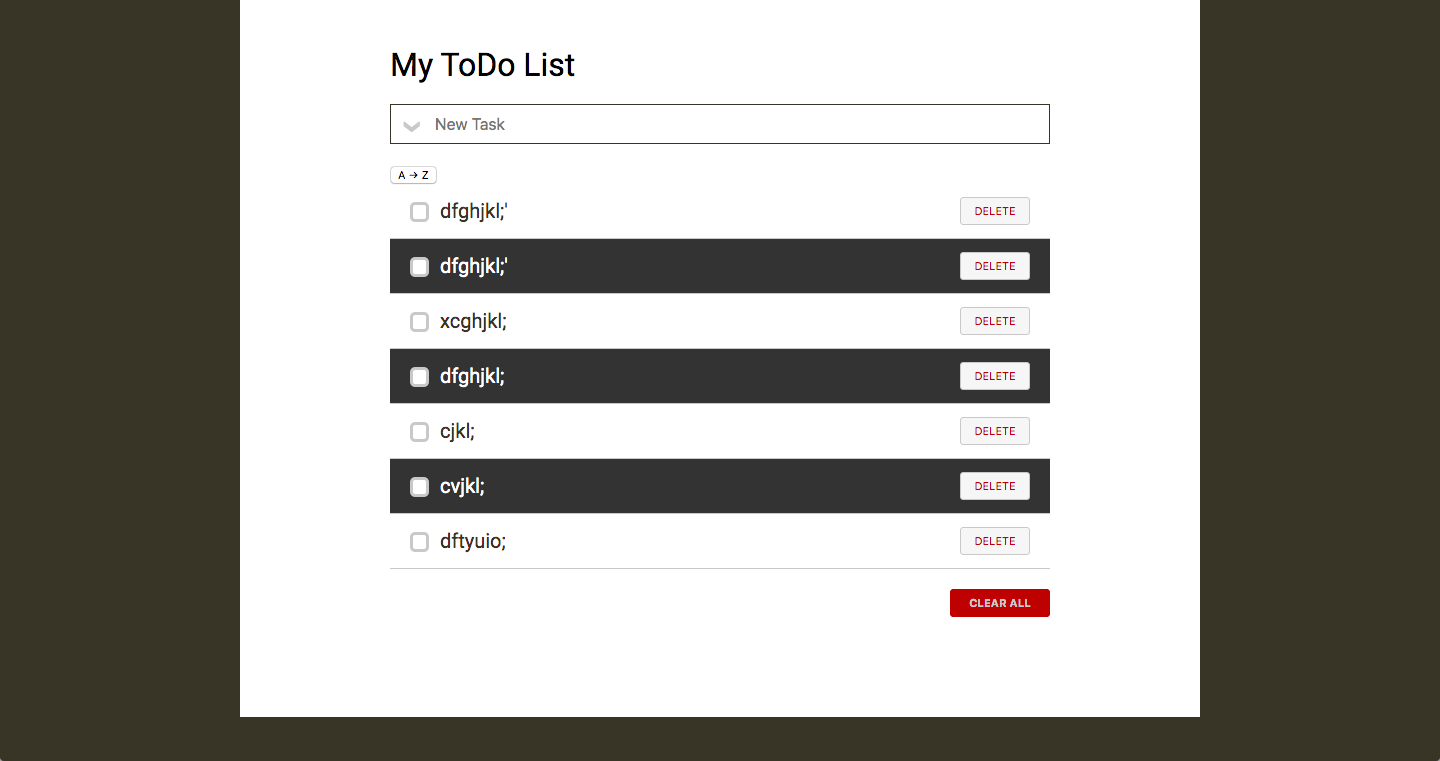 My ToDo List
New Task
A → Z
dfghjkl;' DELETE
dfghjkl;' DELETE
xcghjkl; DELETE
dfghjkl; DELETE
cjkl; DELETE
cvjkl; DELETE
dftyuio; DELETE
CLEAR ALL